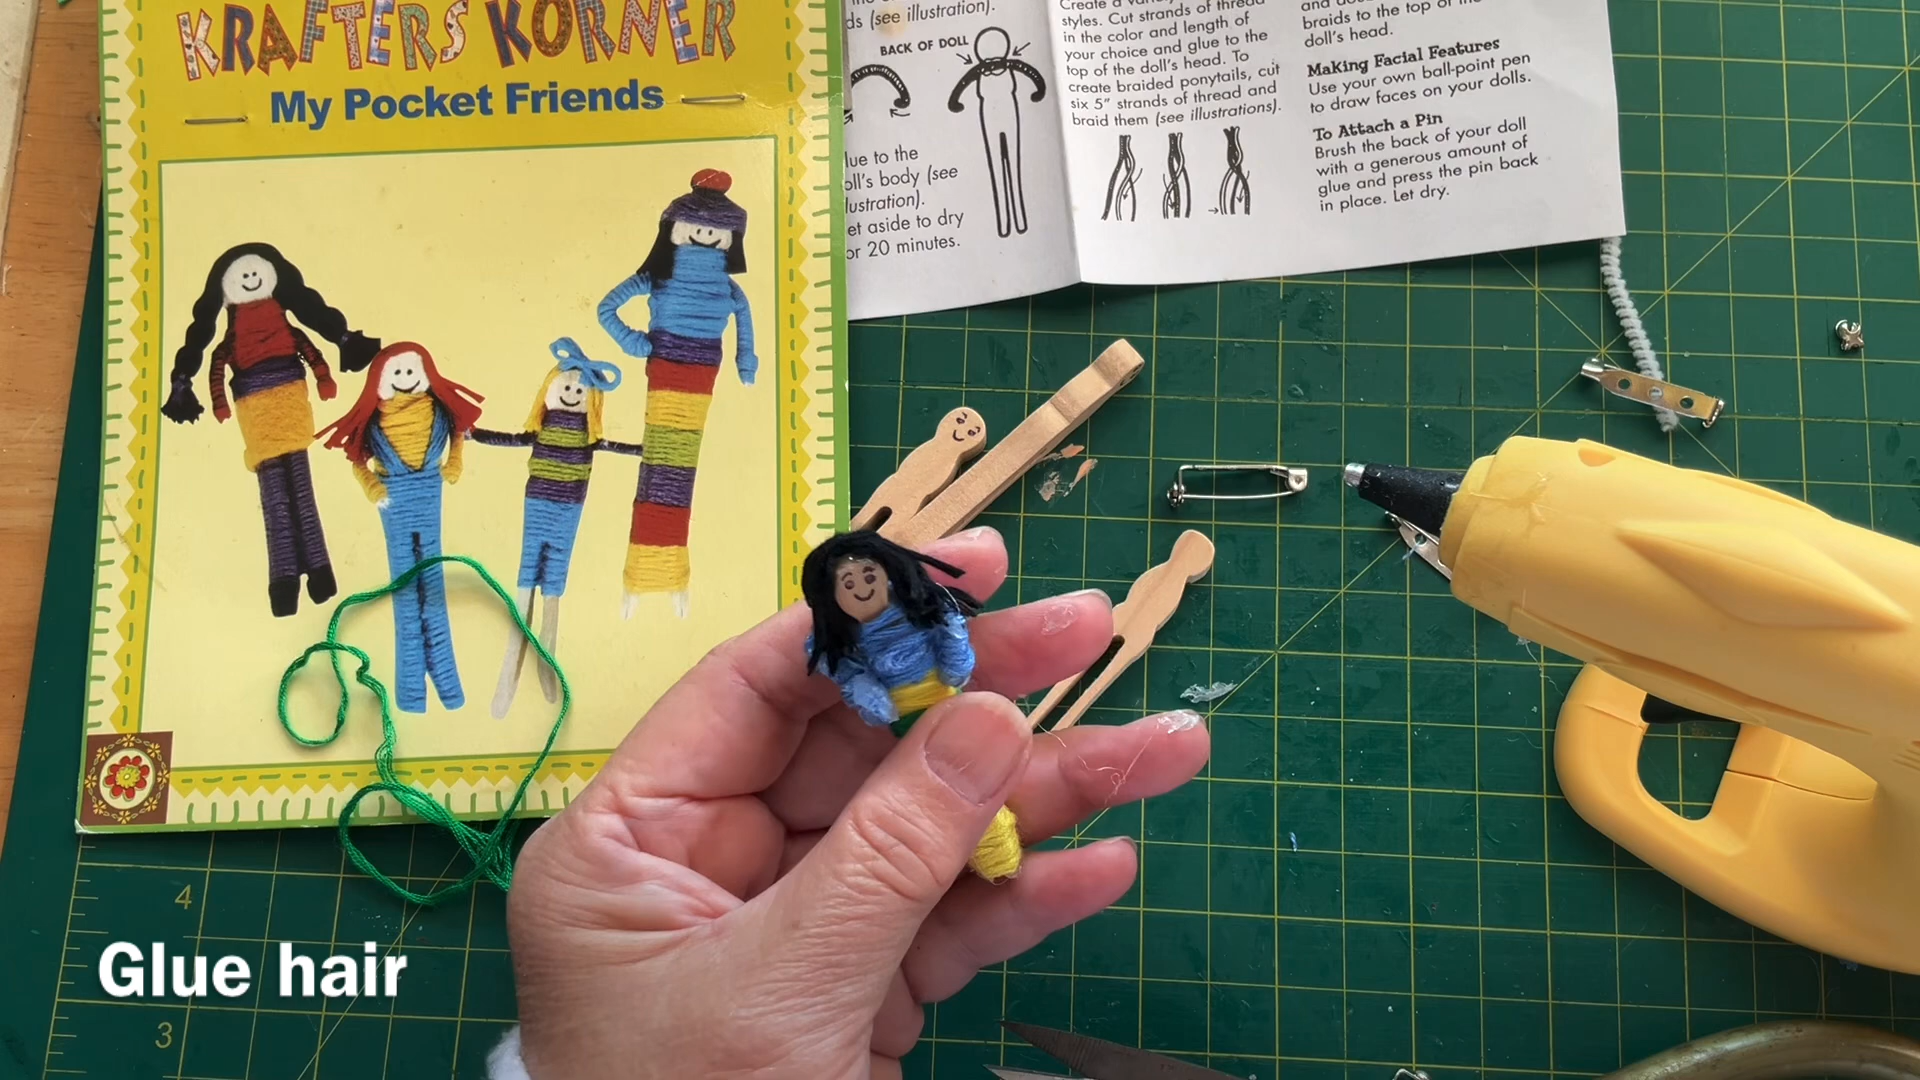 KRAFTERS KORNER
My Pocket Friends
(see illustration).
BACK OF DOLL
lue to the
oll's body (see
lustration).
et aside to dry
or 20 minutes.
Create a
styles. Cut strands of thread
in the color and length of
your choice and glue to the
top of the doll's head. To
create braided ponytails, cut
six 5" strands of thread and
braid them (see illustrations).
braids to the top of
doll's head.
Making Facial Features
Use your own ball-point pen
to draw faces on your dolls.
To Attach a Pin
Brush the back of your doll
with a generous amount of
glue and press the pin back
in place. Let dry.
4
Glue hair
3